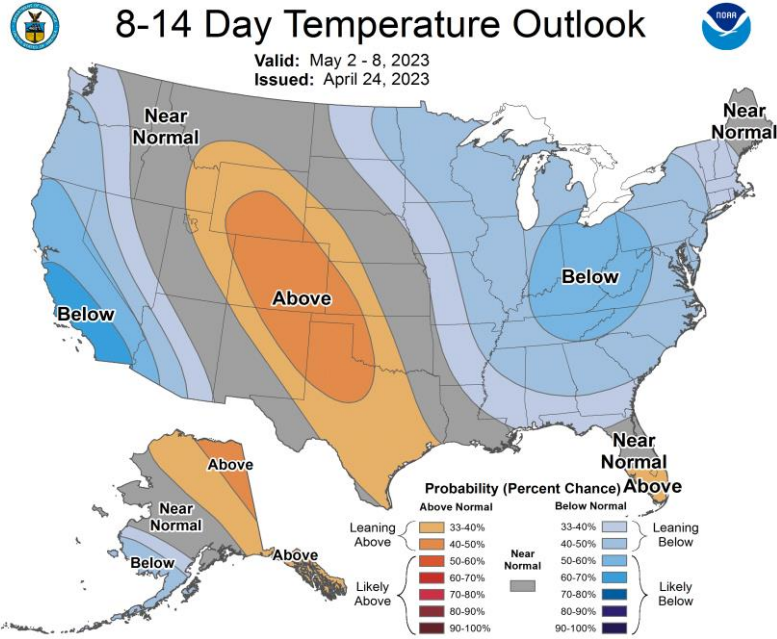 8-14 Day Temperature Outlook
NOAA
Valid: May 2 - 8, 2023
Issued: April 24, 2023
Near
Normal
Near
Normal
Below
Above
Below
Near
Normal
Above
Above
Near
Normal
Below
Above
Probability (Percent Chance)
Above Normal
Below Normal
Leaning
Above
33-40%
40-50%
Likely
Above
50-60%
60-70%
70-80%
80-90%
90-100%
Near
Normal
33-40%
40-50%
Leaning
Below
50-60%
60-70%
70-80%
80-90%
90-100%
Likely
Below